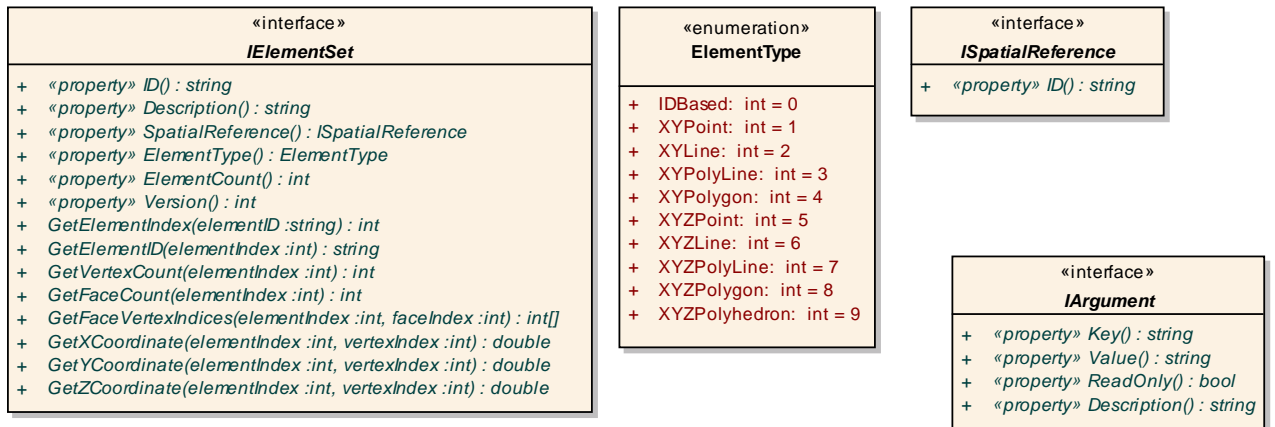 «interface»
IElementSet
+ «property» ID() : string
+ «property» Description() : string
+ «property» SpatialReference() : ISpatialReference
+ «property» ElementType() : ElementType
+ «property» ElementCount() : int
+ «property» Version() : int
+ GetElementIndex(elementID :string) : int
+ GetElementID(elementIndex :int) : string
+ GetVertexCount(elementIndex :int) : int
+ GetFaceCount(elementIndex :int) : int
+ GetFaceVertexIndices(elementIndex :int, faceIndex :int) : int[]
+ GetXCoordinate(elementIndex :int, vertexIndex :int) : double
+ GetYCoordinate(elementIndex :int, vertexIndex :int) : double
+ GetZCoordinate(elementIndex :int, vertexIndex :int) : double
«enumeration»
ElementType
+ IDBased: int = 0
+ XYPoint: int = 1
+ XYLine: int = 2
+ XYPolyLine: int = 3
+ XYPolygon: int = 4
+ XYZPoint: int = 5
+ XYZLine: int = 6
+ XYZPolyLine: int = 7
+ XYZPolygon: int = 8
+ XYZPolyhedron: int = 9
«interface»
ISpatialReference
+ «property» ID() : string
«interface»
IArgument
+ «property» Key() : string
+ «property» Value() : string
+ «property» ReadOnly() : bool
+ «property» Description() : string